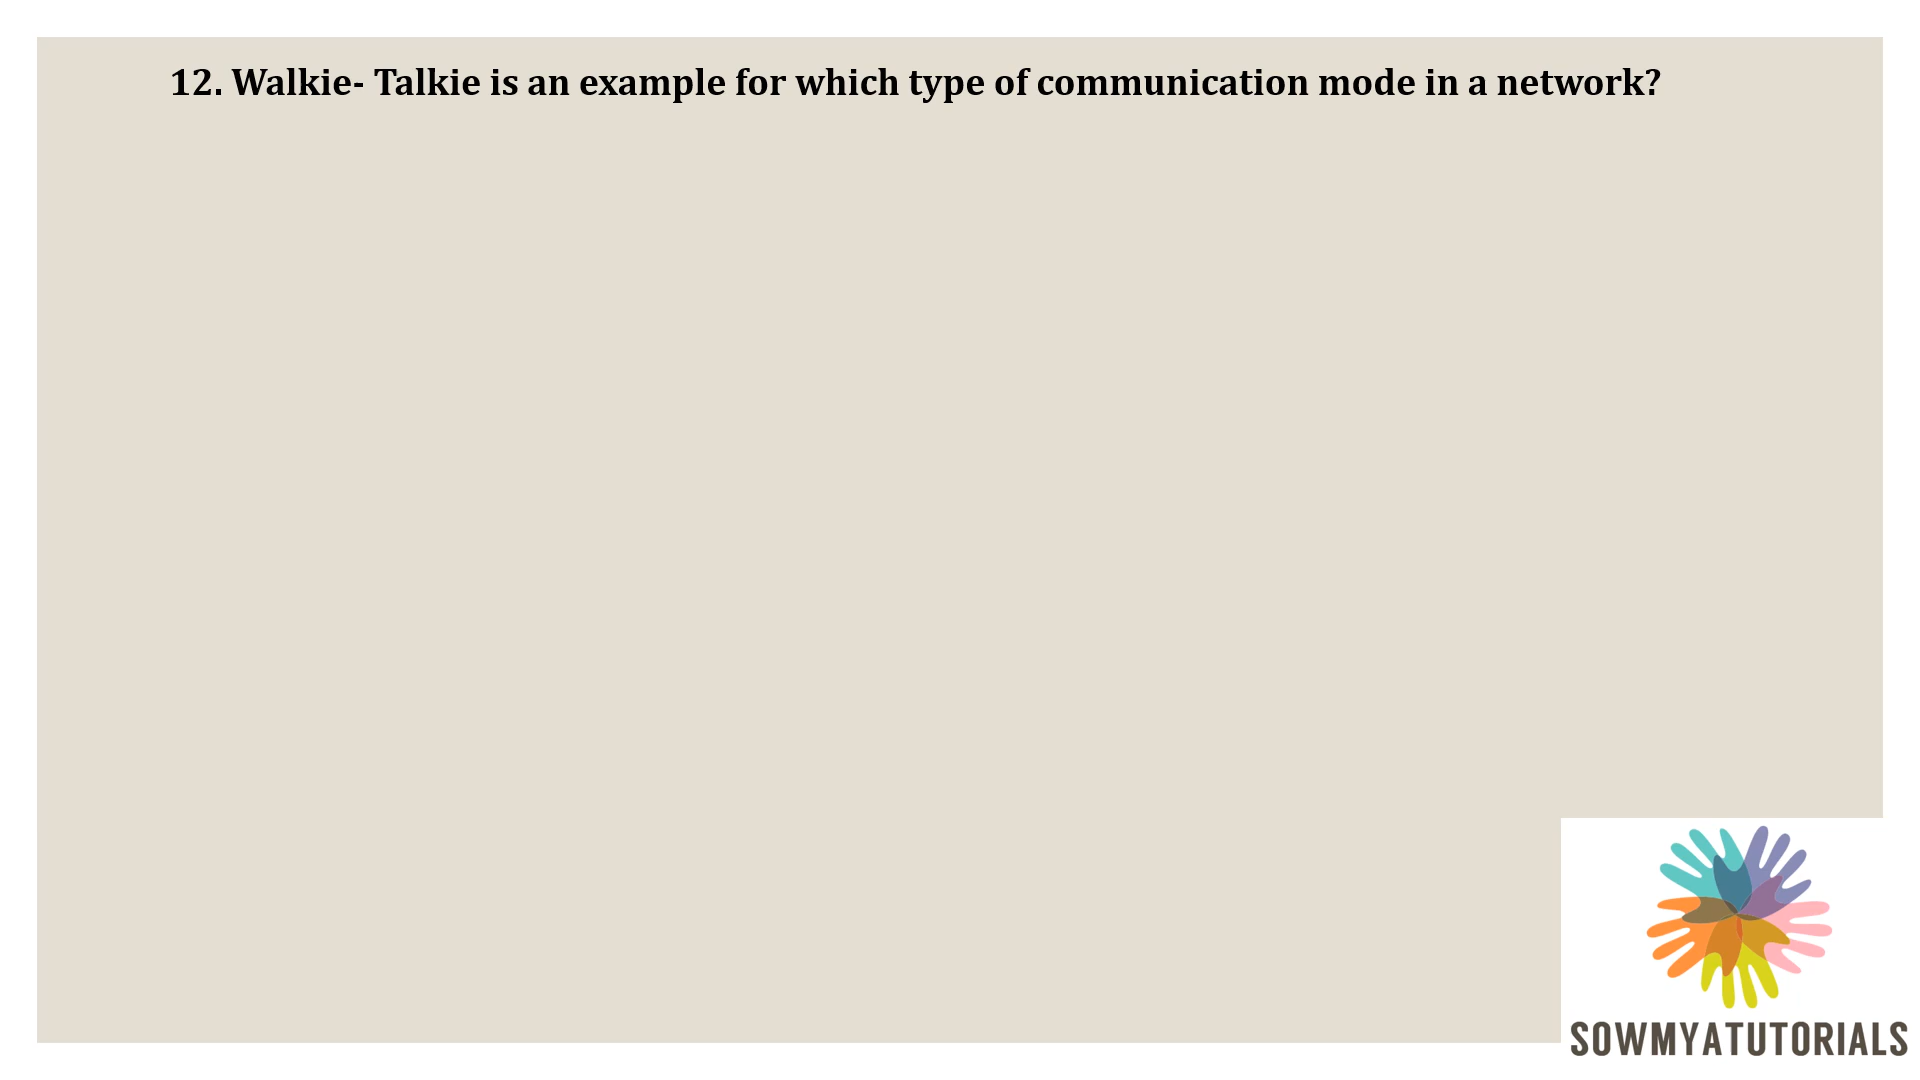 12. Walkie- Talkie is an example for which type of communication mode in a network?
SOWMYATUTORIALS